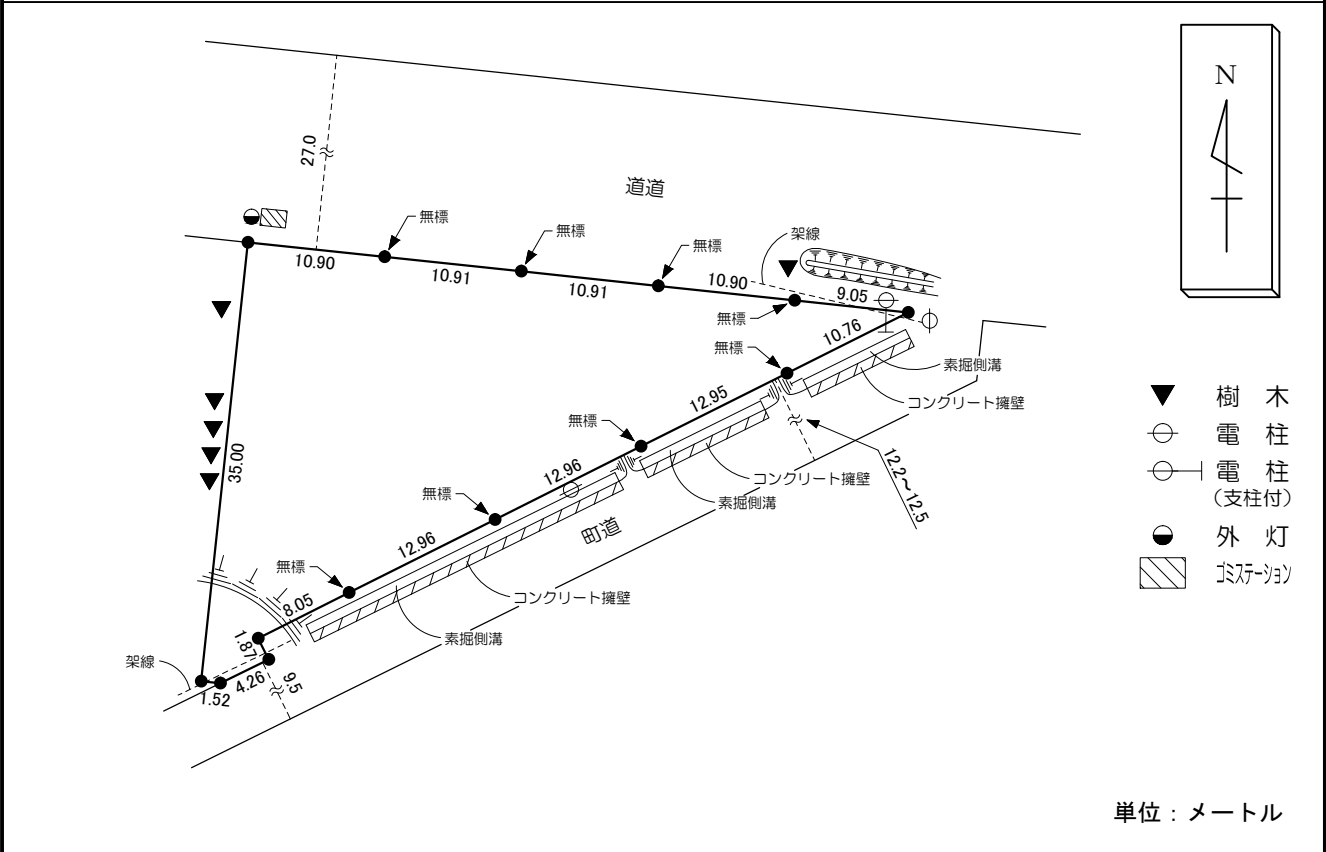 N
27.0
道道
無標
無標
無標
架線
10.90
10.91
10.91
10.90
9.05
無標
10.76
無標
素掘側溝
コンクリート擁壁
12.95
無標
12.2～12.5
コンクリート擁壁
素掘側溝
12.96
無標
町道
12.96
35.00
無標
コンクリート擁壁
8.05
素掘側溝
1.87
架線
4.26
9.5
1.52
樹 木
電 柱
電 柱
(支柱付)
外 灯
ゴミステーション
単位：メートル